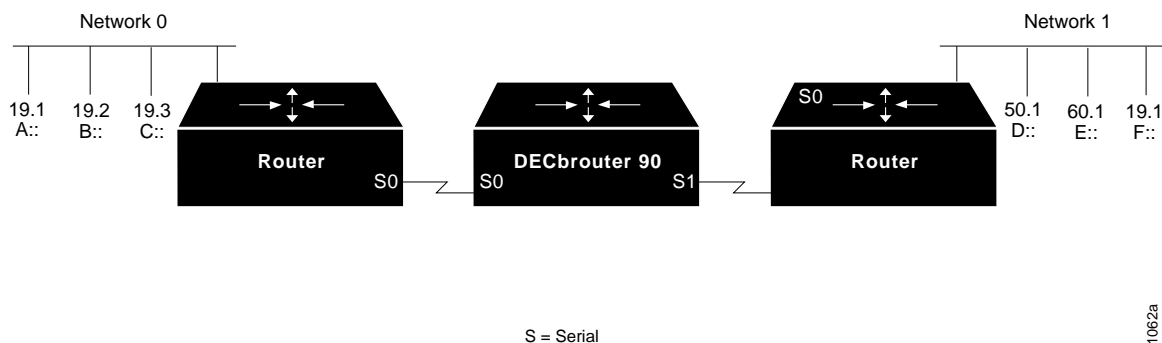 Network 0
Network 1
19.1
A::
19.2
B::
19.3
C::
S0
50.1
D::
60.1
E::
19.1
F::
Router
DECbrouter 90
Router
S0
S0
S1
S = Serial
1062a